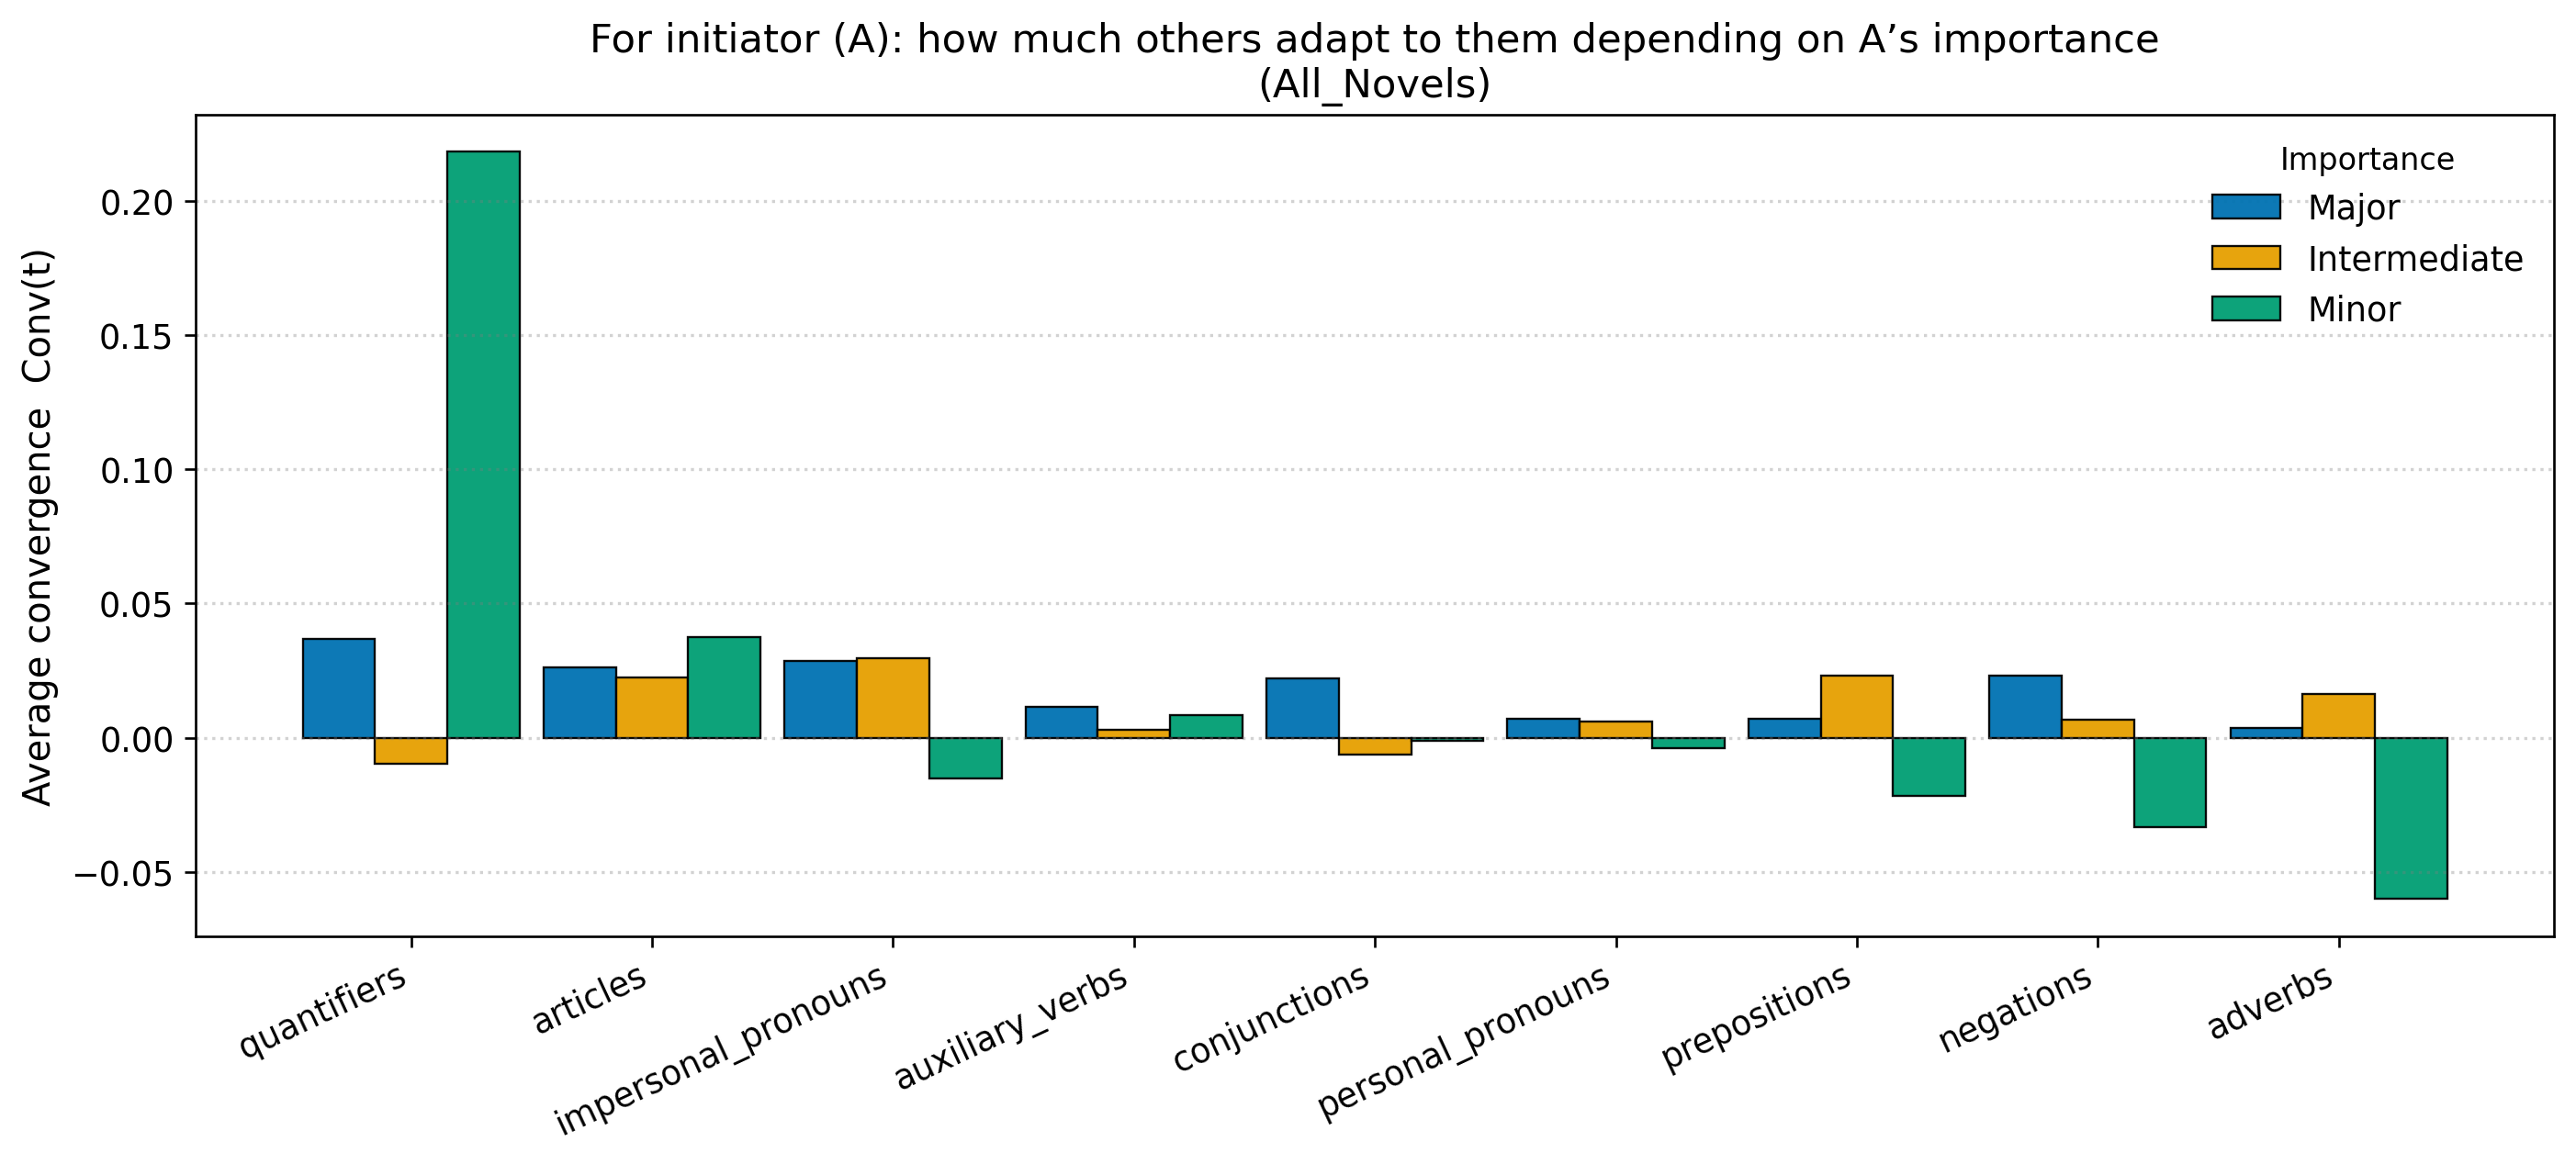 For initiator (A): how much others adapt to them depending on A’s importance
(All_Novels)
Average convergence  Conv(t)
0.20
0.15
0.10
0.05
0.00
−0.05
Importance
Major
Intermediate
Minor
quantifiers
articles
impersonal_pronouns
auxiliary_verbs
conjunctions
personal_pronouns
prepositions
negations
adverbs